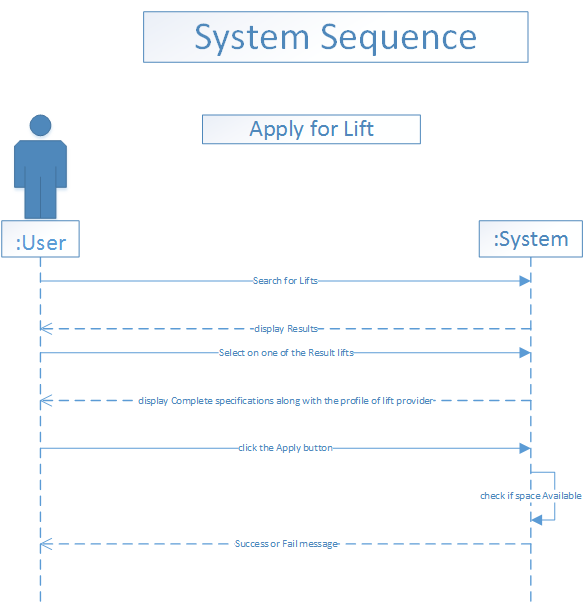 System Sequence
Apply for Lift
:User
:System
Search for Lifts
display Results
Select on one of the Result lifts
display Complete specifications along with the profile of lift provider
click the Apply button
check if space Available
Success or Fail message